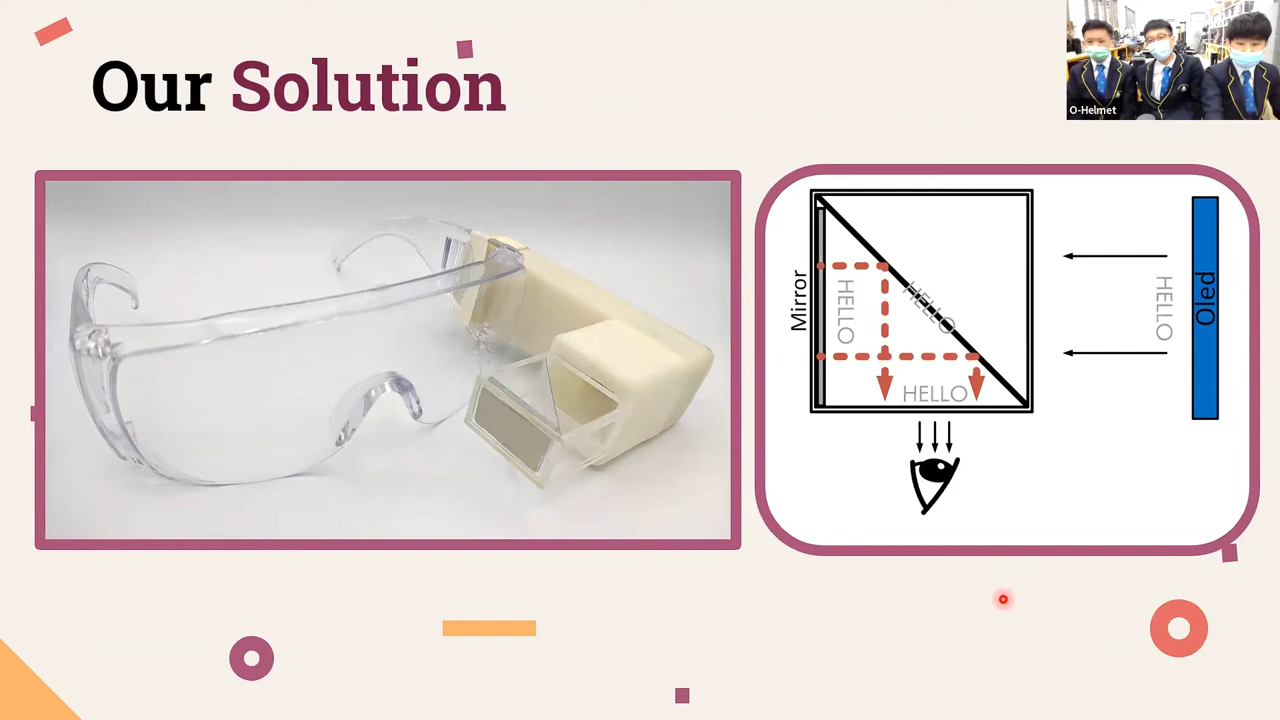 Our Solution
O-Helmet
Mirror
HELLO
HELLO
HELLO
HELLO
Oled